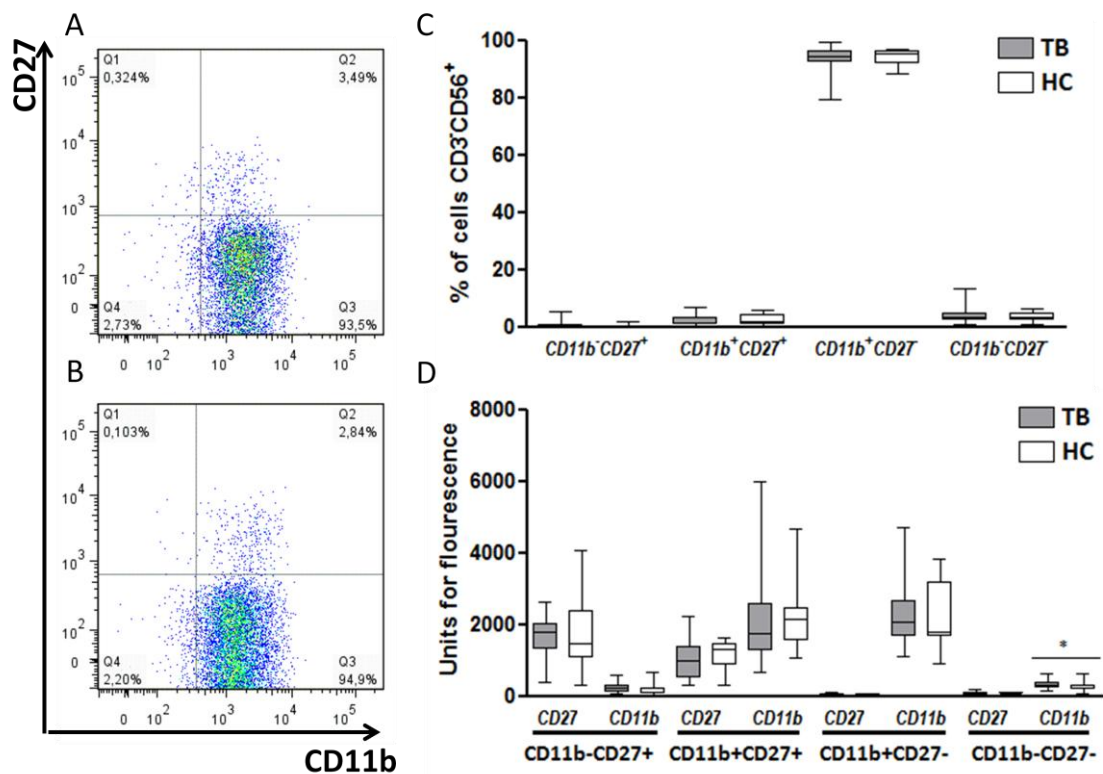 A
CD27
Q1
0,324%
Q2
3,49%
10^5
10^4
10^3
10^2
0
Q4
2,73%
Q3
93,5%
0 10^2 10^3 10^4 10^5
B
Q1
0,103%
Q2
2,84%
10^5
10^4
10^3
10^2
0
Q4
2,20%
Q3
94,9%
0 10^2 10^3 10^4 10^5
CD11b
C
TB
HC
% of cells CD3⁻CD56⁺
100
80
60
40
20
0
CD11b⁻CD27⁺ CD11b⁺CD27⁺ CD11b⁺CD27⁻ CD11b⁻CD27⁻
D
TB
HC
Units for flourescence
8000
6000
4000
2000
0
*
CD27 CD11b CD27 CD11b CD27 CD11b CD27 CD11b
CD11b-CD27+ CD11b+CD27+ CD11b+CD27- CD11b-CD27-